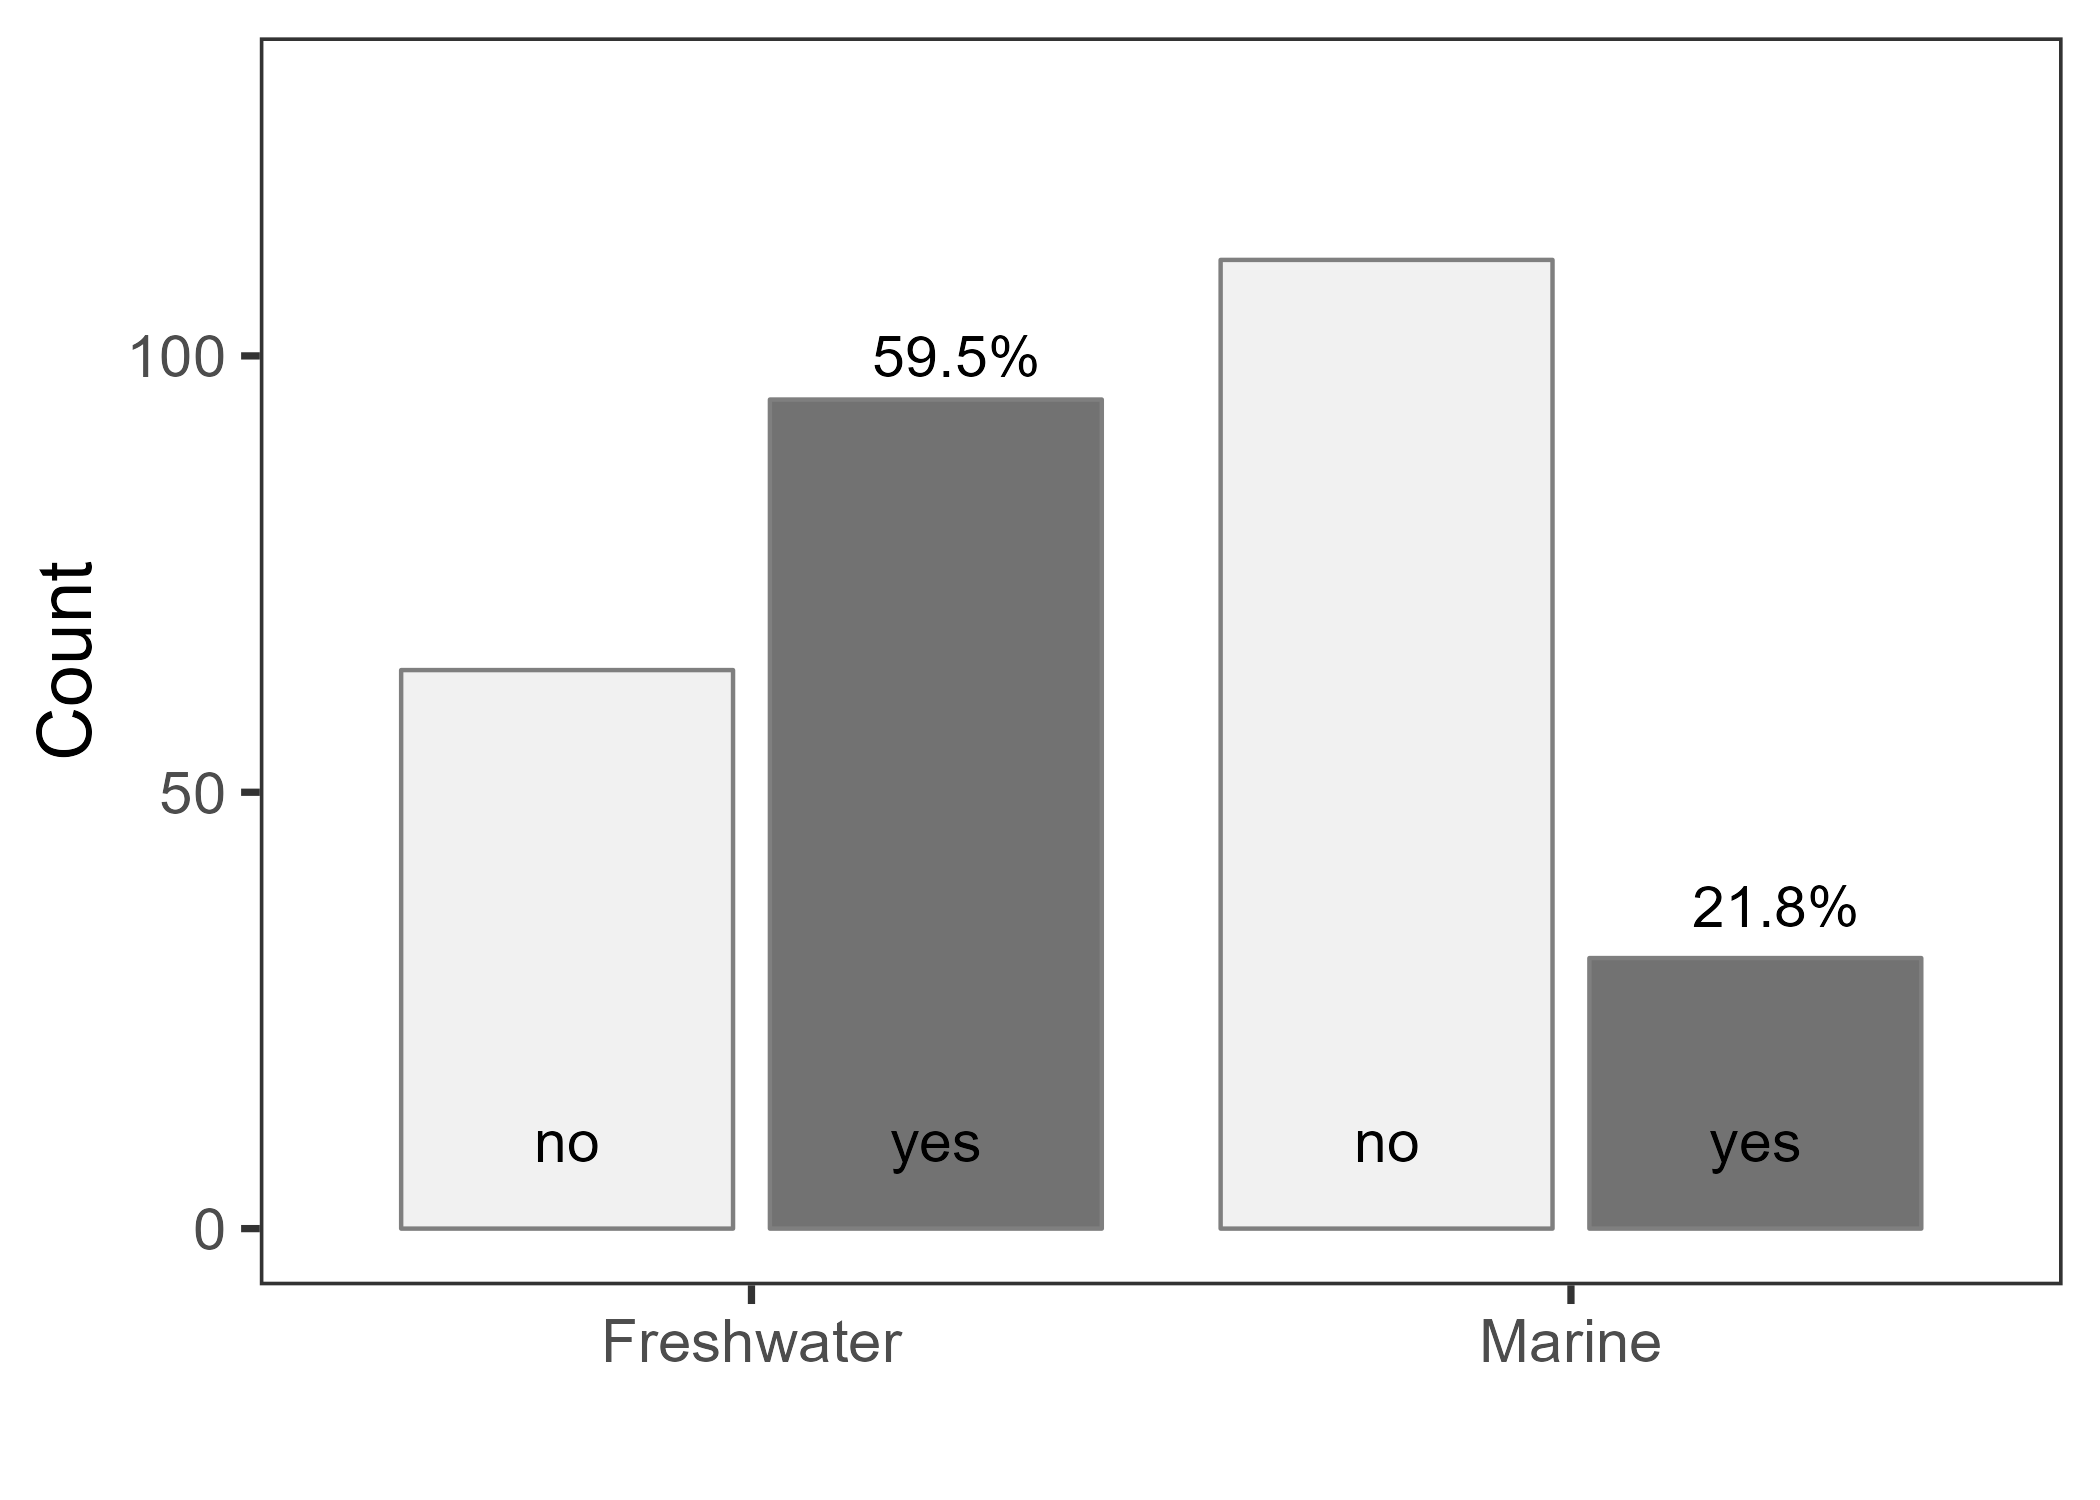 Count
100
50
0
59.5%
21.8%
no
yes
no
yes
Freshwater
Marine